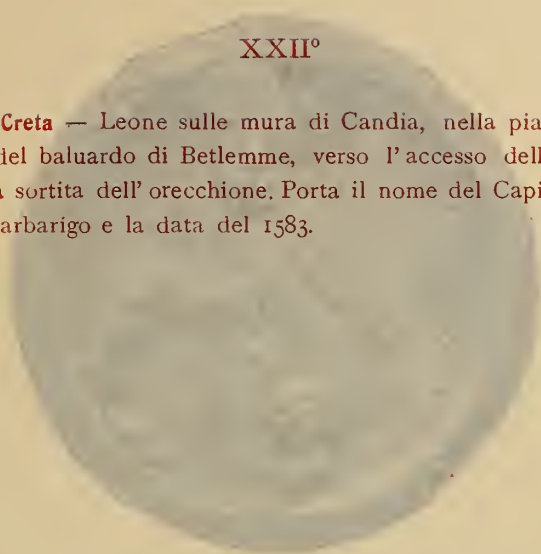 XXII°
Creta — Leone sulle mura di Candia, nella pia
del baluardo di Betlemme, verso l'accesso dell
a sortita dell'orecchione. Porta il nome del Capi
arbarigo e la data del 1583.